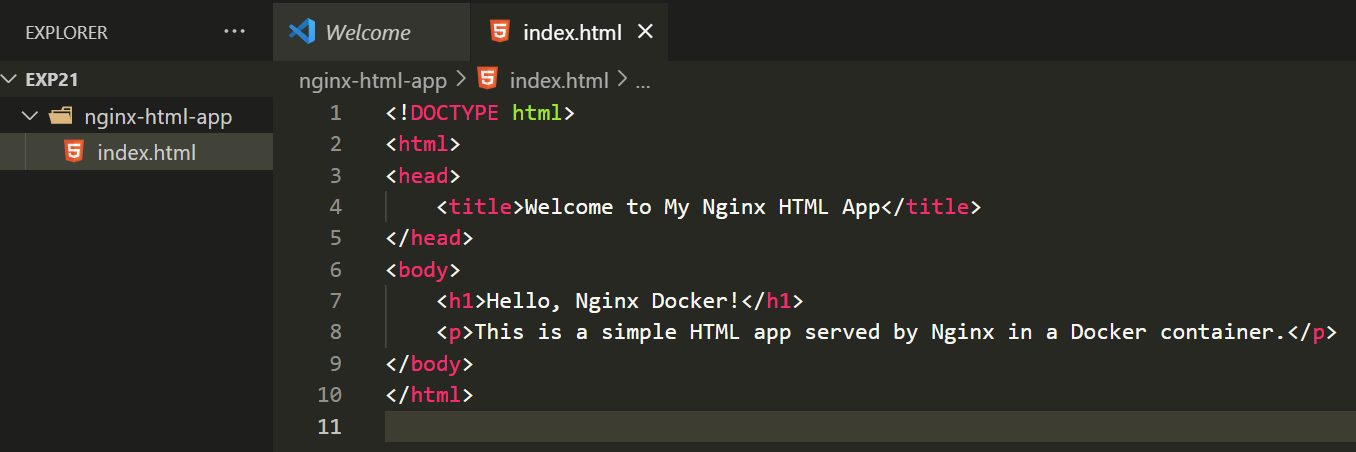 EXPLORER ...
Welcome
index.html
EXP21
nginx-html-app
index.html
nginx-html-app > index.html > ...
1 <!DOCTYPE html>
2 <html>
3 <head>
4     <title>Welcome to My Nginx HTML App</title>
5 </head>
6 <body>
7     <h1>Hello, Nginx Docker!</h1>
8     <p>This is a simple HTML app served by Nginx in a Docker container.</p>
9 </body>
10 </html>
11